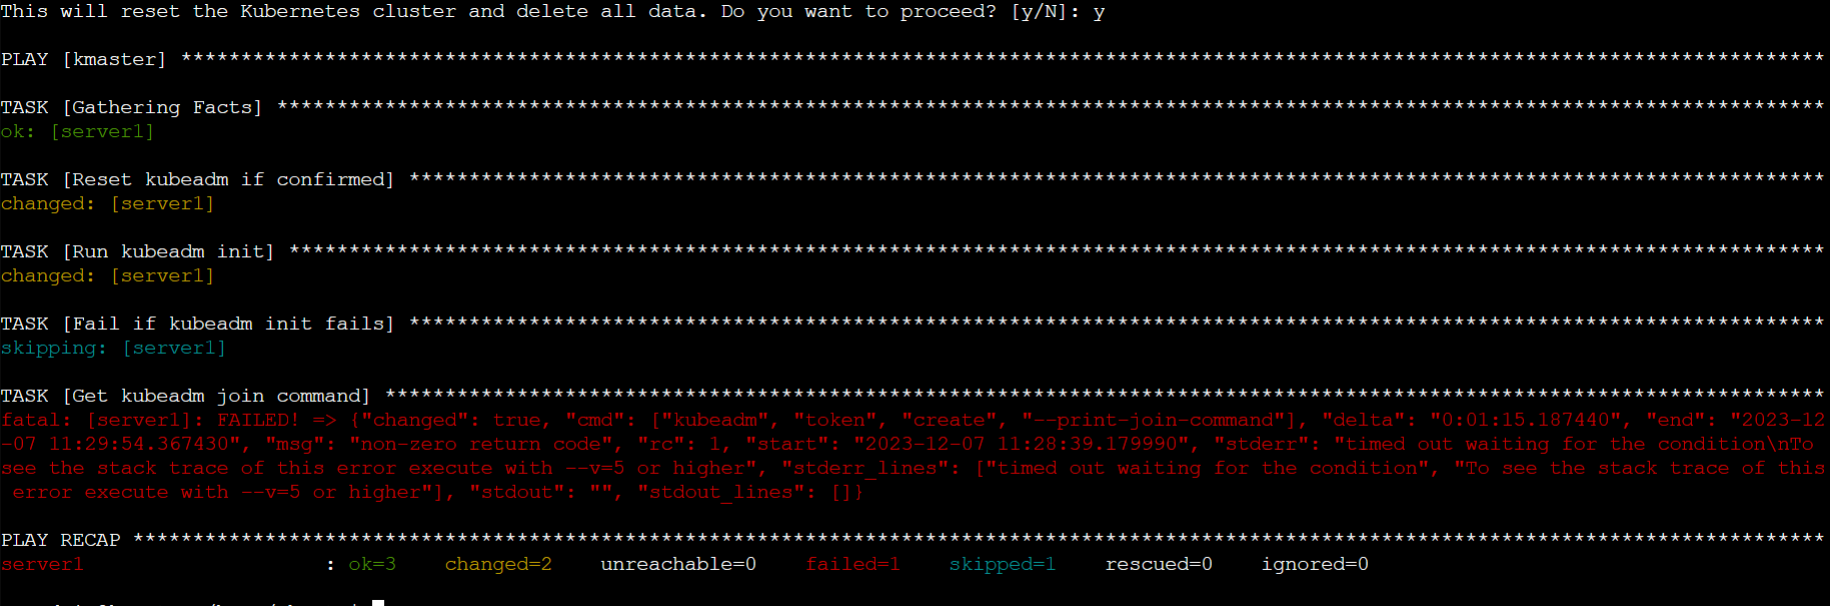 This will reset the Kubernetes cluster and delete all data. Do you want to proceed? [y/N]: y
PLAY [kmaster] *****************************************************************************************************************************************
TASK [Gathering Facts] *********************************************************************************************************************************
ok: [server1]
TASK [Reset kubeadm if confirmed] **********************************************************************************************************************
changed: [server1]
TASK [Run kubeadm init] ********************************************************************************************************************************
changed: [server1]
TASK [Fail if kubeadm init fails] **********************************************************************************************************************
skipping: [server1]
TASK [Get kubeadm join command] ************************************************************************************************************************
fatal: [server1]: FAILED! => {"changed": true, "cmd": ["kubeadm", "token", "create", "--print-join-command"], "delta": "0:01:15.187440", "end": "2023-12
-07 11:29:54.367430", "msg": "non-zero return code", "rc": 1, "start": "2023-12-07 11:28:39.179990", "stderr": "timed out waiting for the condition\nTo
see the stack trace of this error execute with --v=5 or higher", "stderr_lines": ["timed out waiting for the condition", "To see the stack trace of this
 error execute with --v=5 or higher"], "stdout": "", "stdout_lines": []}
PLAY RECAP *********************************************************************************************************************************************
server1                    : ok=3    changed=2    unreachable=0    failed=1    skipped=1    rescued=0    ignored=0